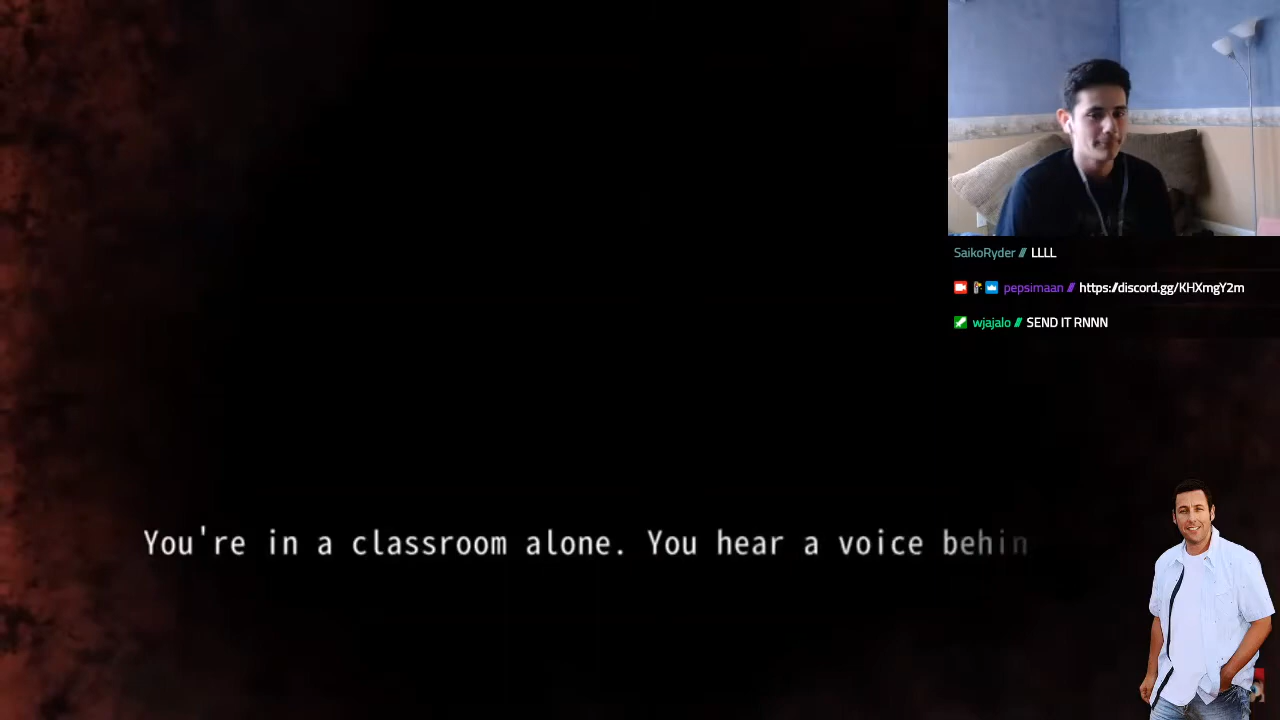 SaikoRyder // LLLL
pepsimaan // https://discord.gg/KHXmgY2m
wjajalo // SEND IT RNNN
You're in a classroom alone. You hear a voice behin